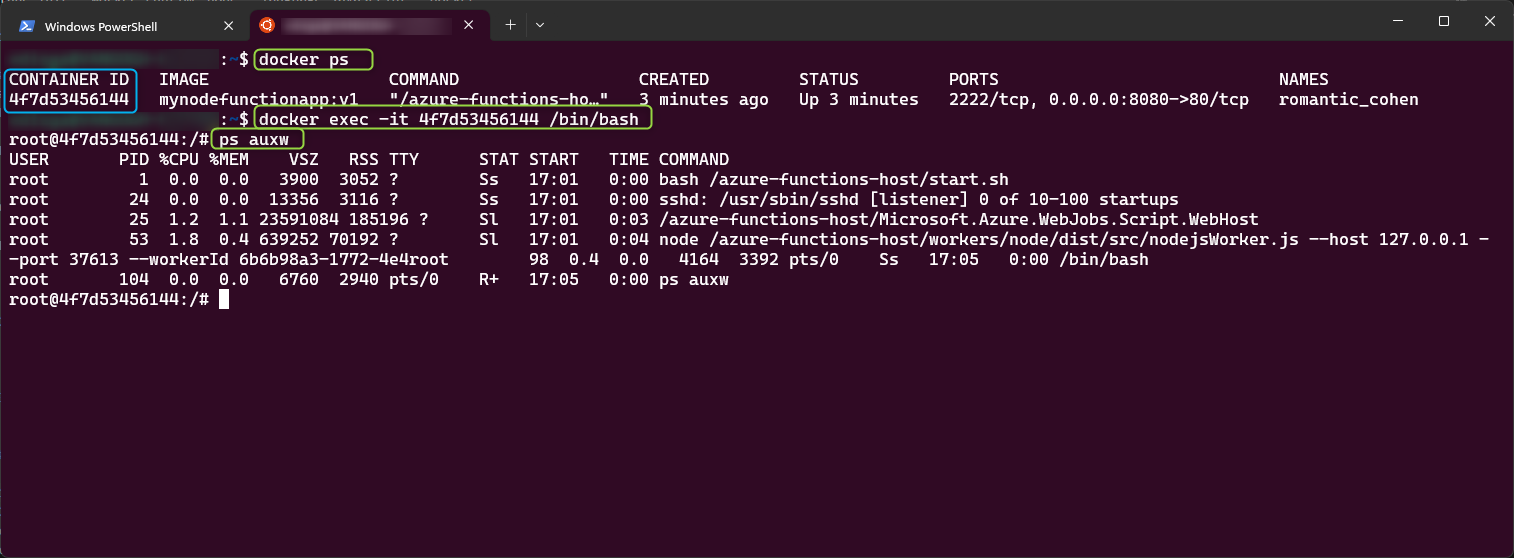 Windows PowerShell
:~$ docker ps
CONTAINER ID   IMAGE                  COMMAND                  CREATED         STATUS         PORTS                            NAMES
4f7d53456144   mynodefunctionapp:v1   "/azure-functions-ho…"   3 minutes ago   Up 3 minutes   2222/tcp, 0.0.0.0:8080->80/tcp   romantic_cohen
:~$ docker exec -it 4f7d53456144 /bin/bash
root@4f7d53456144:/# ps auxw
USER       PID %CPU %MEM    VSZ   RSS TTY      STAT START   TIME COMMAND
root         1  0.0  0.0   3900  3052 ?        Ss   17:01   0:00 bash /azure-functions-host/start.sh
root        24  0.0  0.0  13356  3116 ?        Ss   17:01   0:00 sshd: /usr/sbin/sshd [listener] 0 of 10-100 startups
root        25  1.2  1.1 23591084 185196 ?     Sl   17:01   0:03 /azure-functions-host/Microsoft.Azure.WebJobs.Script.WebHost
root        53  1.8  0.4 639252 70192 ?        Sl   17:01   0:04 node /azure-functions-host/workers/node/dist/src/nodejsWorker.js --host 127.0.0.1 -
-port 37613 --workerId 6b6b98a3-1772-4e4root        98  0.4  0.0   4164  3392 pts/0    Ss   17:05   0:00 /bin/bash
root       104  0.0  0.0   6760  2940 pts/0    R+   17:05   0:00 ps auxw
root@4f7d53456144:/#